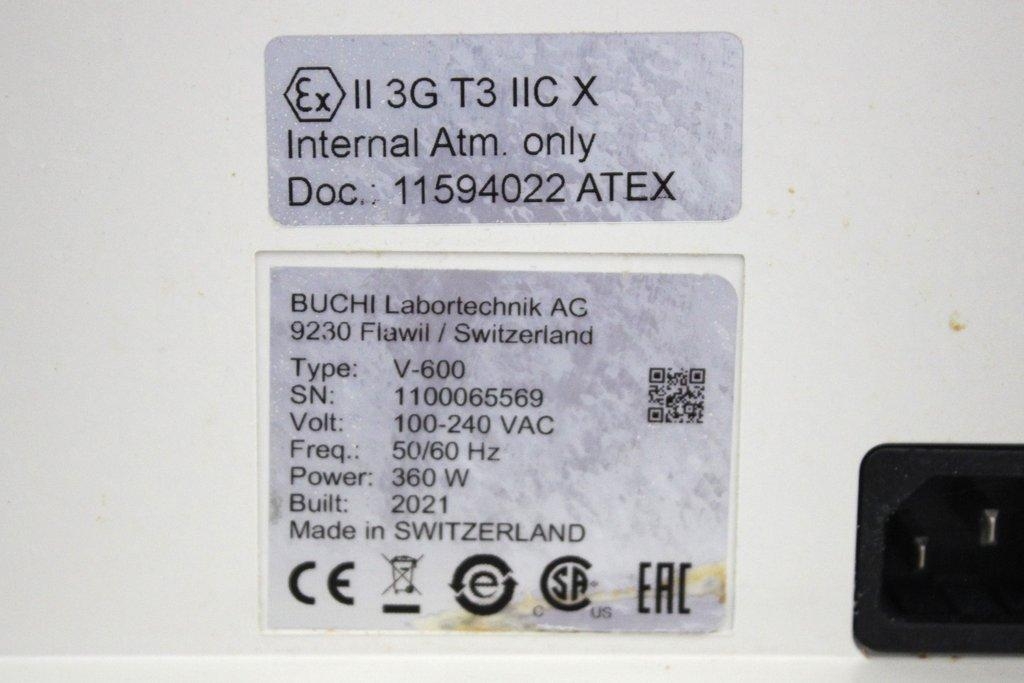 Ex II 3G T3 IIC X
Internal Atm. only
Doc.: 11594022 ATEX
BUCHI Labortechnik AG
9230 Flawil / Switzerland
Type: V-600
SN: 1100065569
Volt: 100-240 VAC
Freq.: 50/60 Hz
Power: 360 W
Built: 2021
Made in SWITZERLAND
CE e C SA US EAC